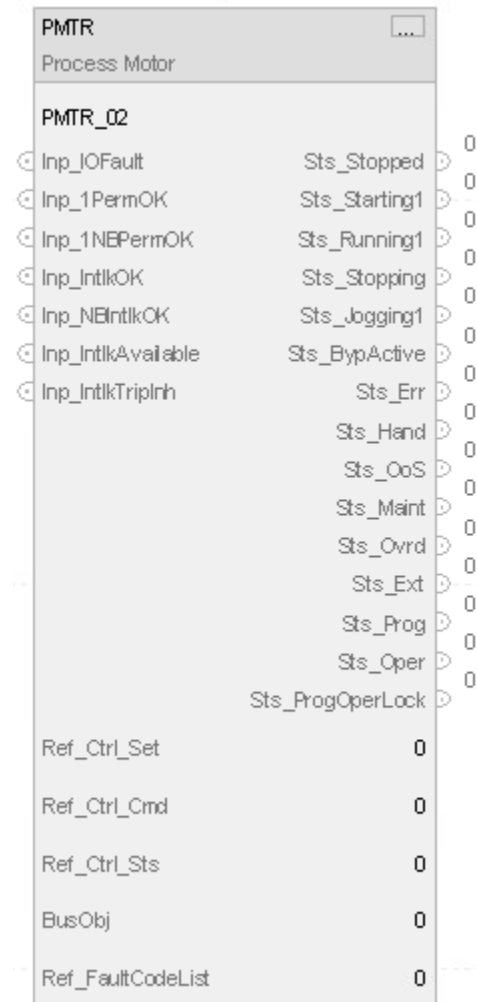 PMTR ...
Process Motor
PMTR_02
0
Inp_IOFault Sts_Stopped
0
Inp_1PermOK Sts_Starting1
0
Inp_1NBPermOK Sts_Running1
0
Inp_IntlkOK Sts_Stopping
0
Inp_NBIntlkOK Sts_Jogging1
0
Inp_IntlkAvailable Sts_BypActive
0
Inp_IntlkTripInh Sts_Err
0
Sts_Hand
0
Sts_OoS
0
Sts_Maint
0
Sts_Ovrd
0
Sts_Ext
0
Sts_Prog
0
Sts_Oper
0
Sts_ProgOperLock
Ref_Ctrl_Set 0
Ref_Ctrl_Cmd 0
Ref_Ctrl_Sts 0
BusObj 0
Ref_FaultCodeList 0